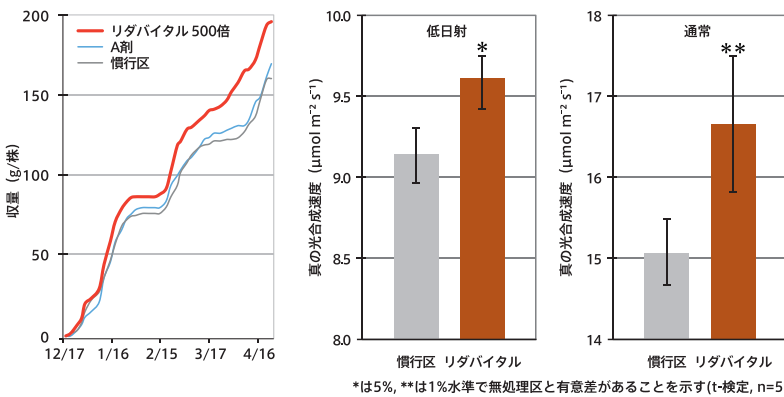 リダバイタル 500倍
A剤
慣行区
収量（g/株）
200
150
100
50
0
12/17 1/16 2/15 3/17 4/16
低日射
真の光合成速度（μmol m⁻² s⁻¹）
10.0
9.5
9.0
8.5
8.0
*
慣行区 リダバイタル
通常
真の光合成速度（μmol m⁻² s⁻¹）
18
17
16
15
14
**
慣行区 リダバイタル
*は5%, **は1%水準で無処理区と有意差があることを示す(t-検定, n=5